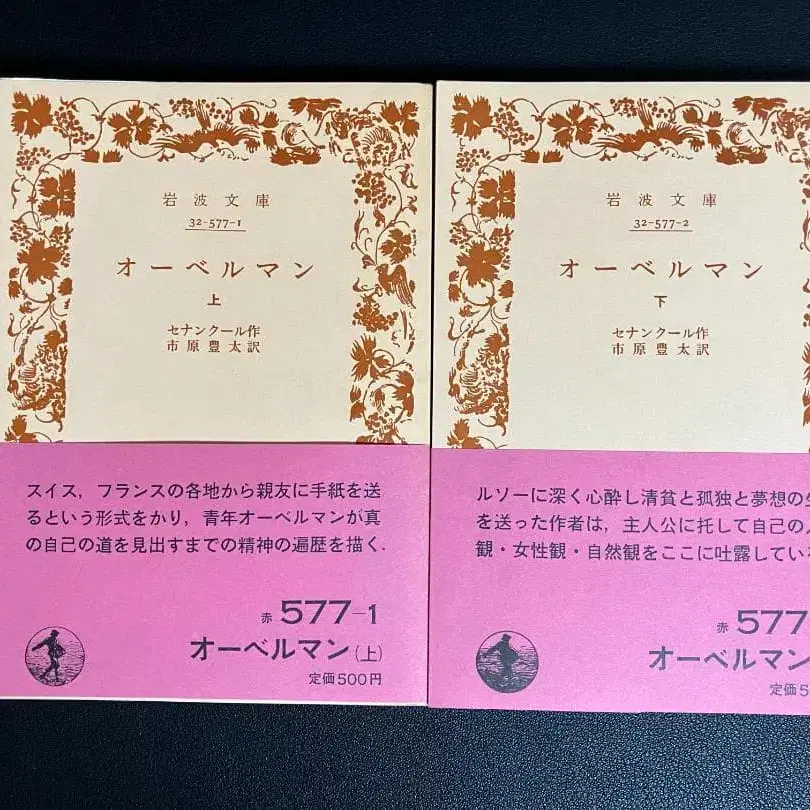 岩波文庫
32-577-1
オーベルマン
上
セナンクール作
市原豊太訳
スイス，フランスの各地から親友に手紙を送
るという形式をかり，青年オーベルマンが真
の自己の道を見出すまでの精神の遍歴を描く.
赤 577-1
オーベルマン(上)
定価500円
岩波文庫
32-577-2
オーベルマン
下
セナンクール作
市原豊太訳
ルソーに深く心酔し清貧と孤独と夢想の
を送った作者は，主人公に托して自己の
観・女性観・自然観をここに吐露している
赤 577
オーベルマン
定価5